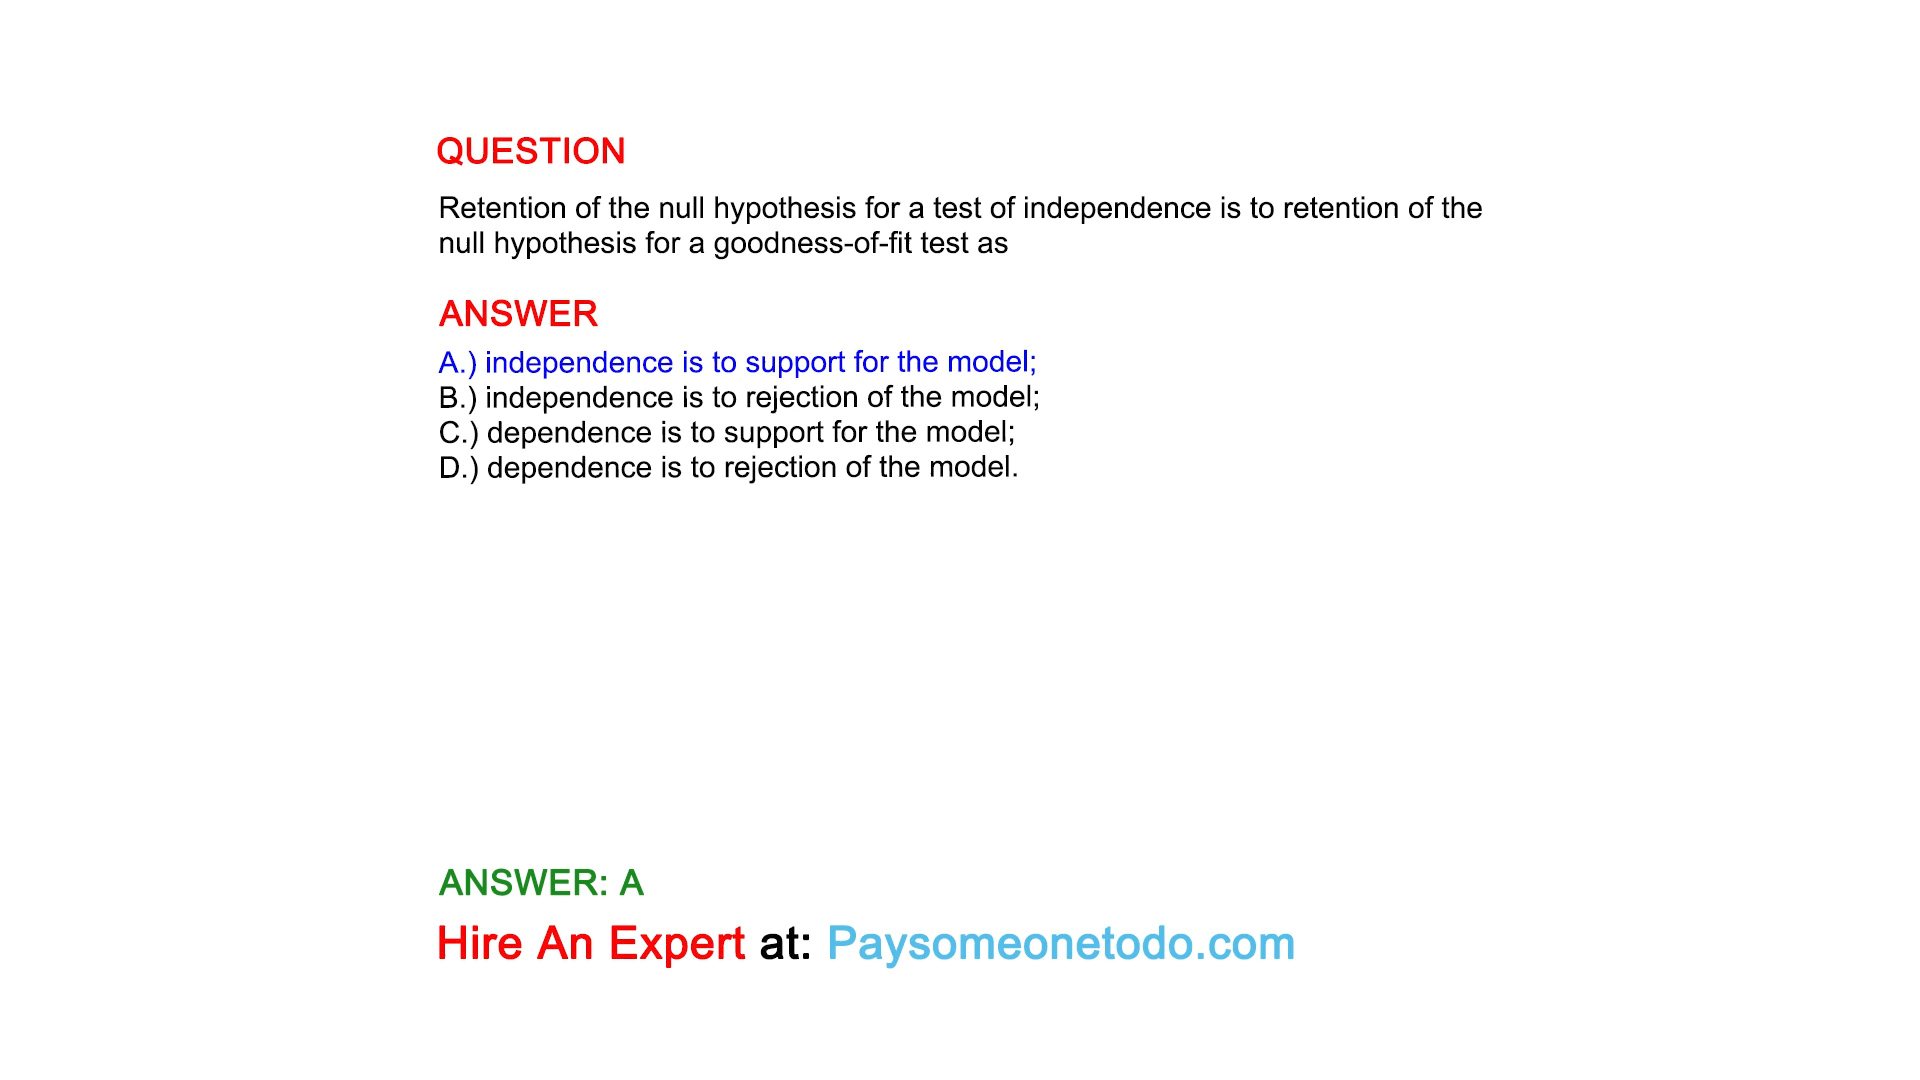 QUESTION
Retention of the null hypothesis for a test of independence is to retention of the
null hypothesis for a goodness-of-fit test as
ANSWER
A.) independence is to support for the model;
B.) independence is to rejection of the model;
C.) dependence is to support for the model;
D.) dependence is to rejection of the model.
ANSWER: A
Hire An Expert at: Paysomeonetodo.com